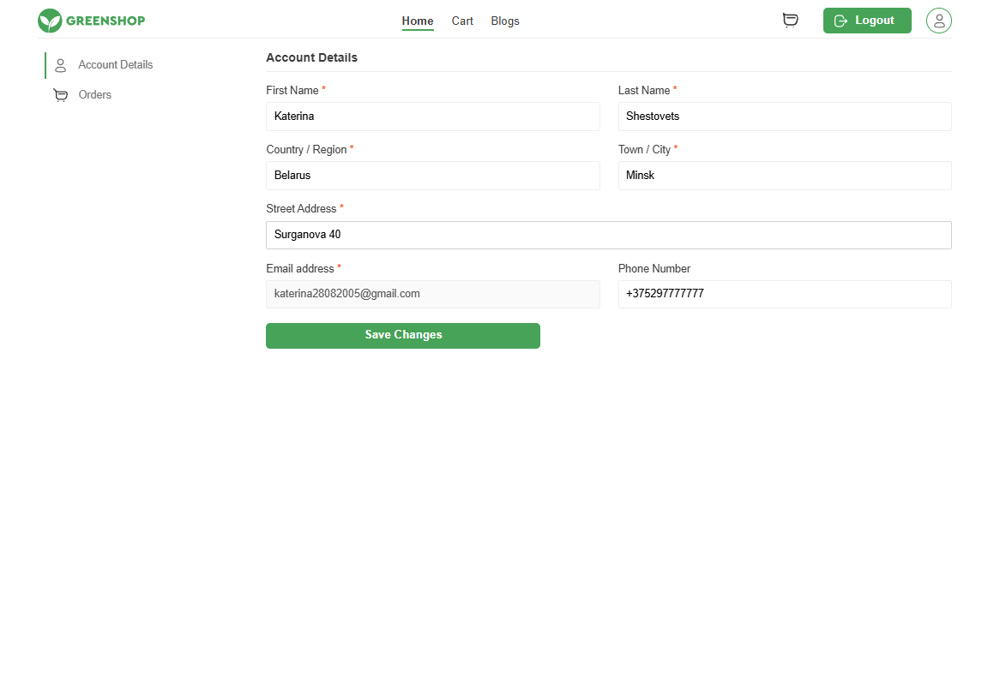 GREENSHOP
Home Cart Blogs
Logout
Account Details
Orders
Account Details
First Name * Last Name *
Katerina Shestovets
Country / Region * Town / City *
Belarus Minsk
Street Address *
Surganova 40
Email address * Phone Number
katerina28082005@gmail.com +375297777777
Save Changes